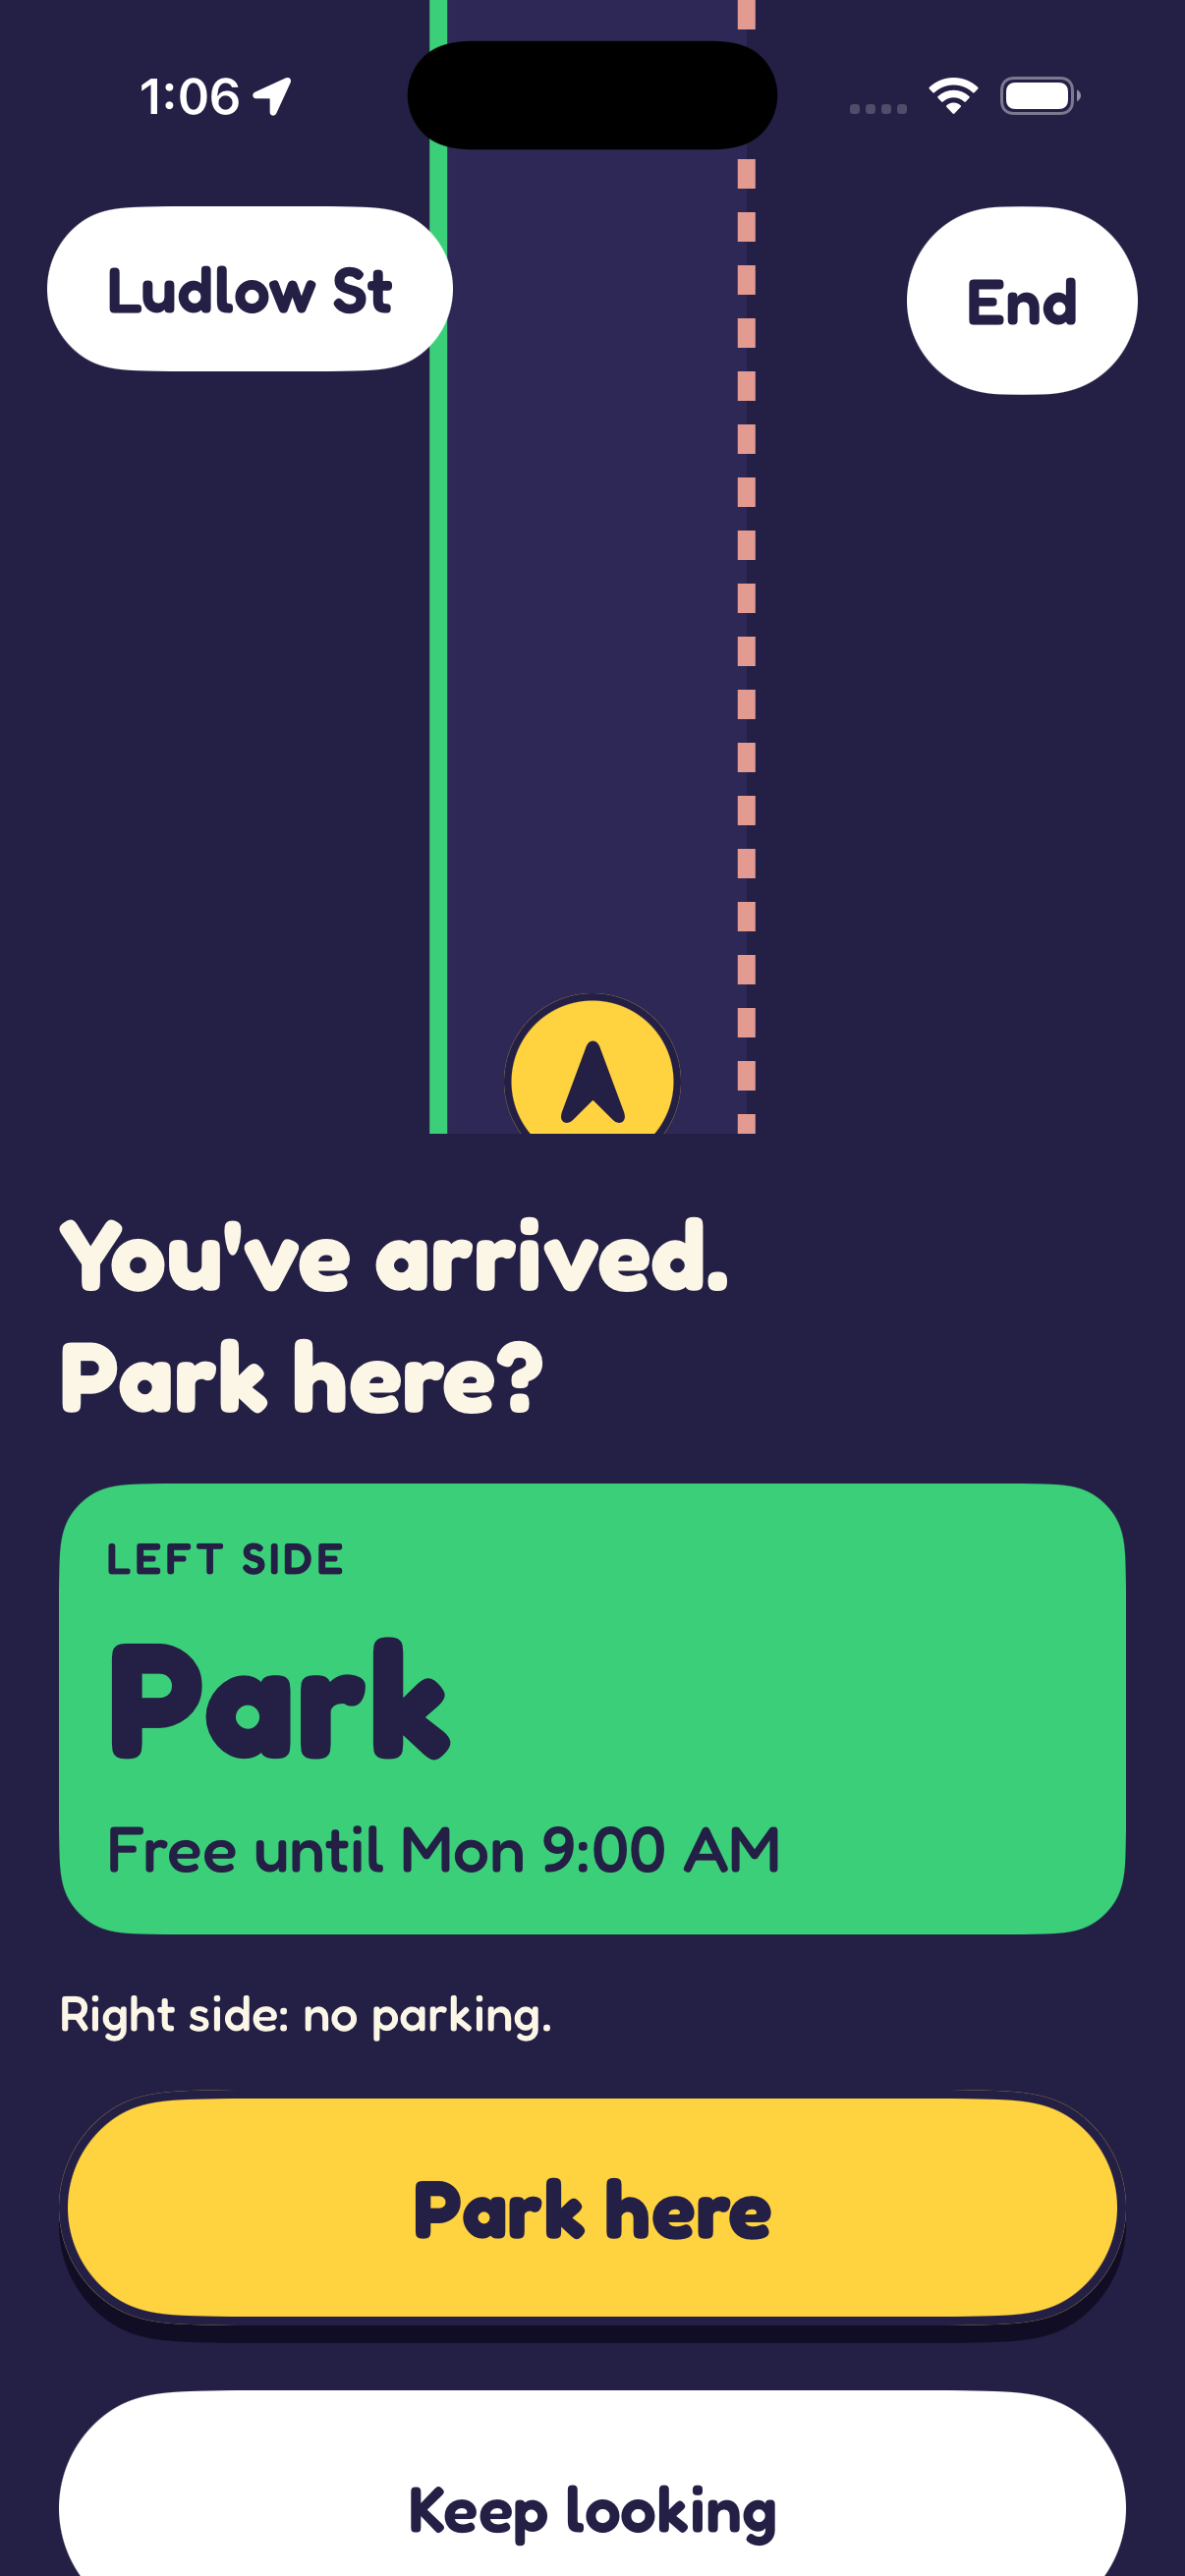 1:06
Ludlow St
End
You've arrived.
Park here?
LEFT SIDE
Park
Free until Mon 9:00 AM
Right side: no parking.
Park here
Keep looking